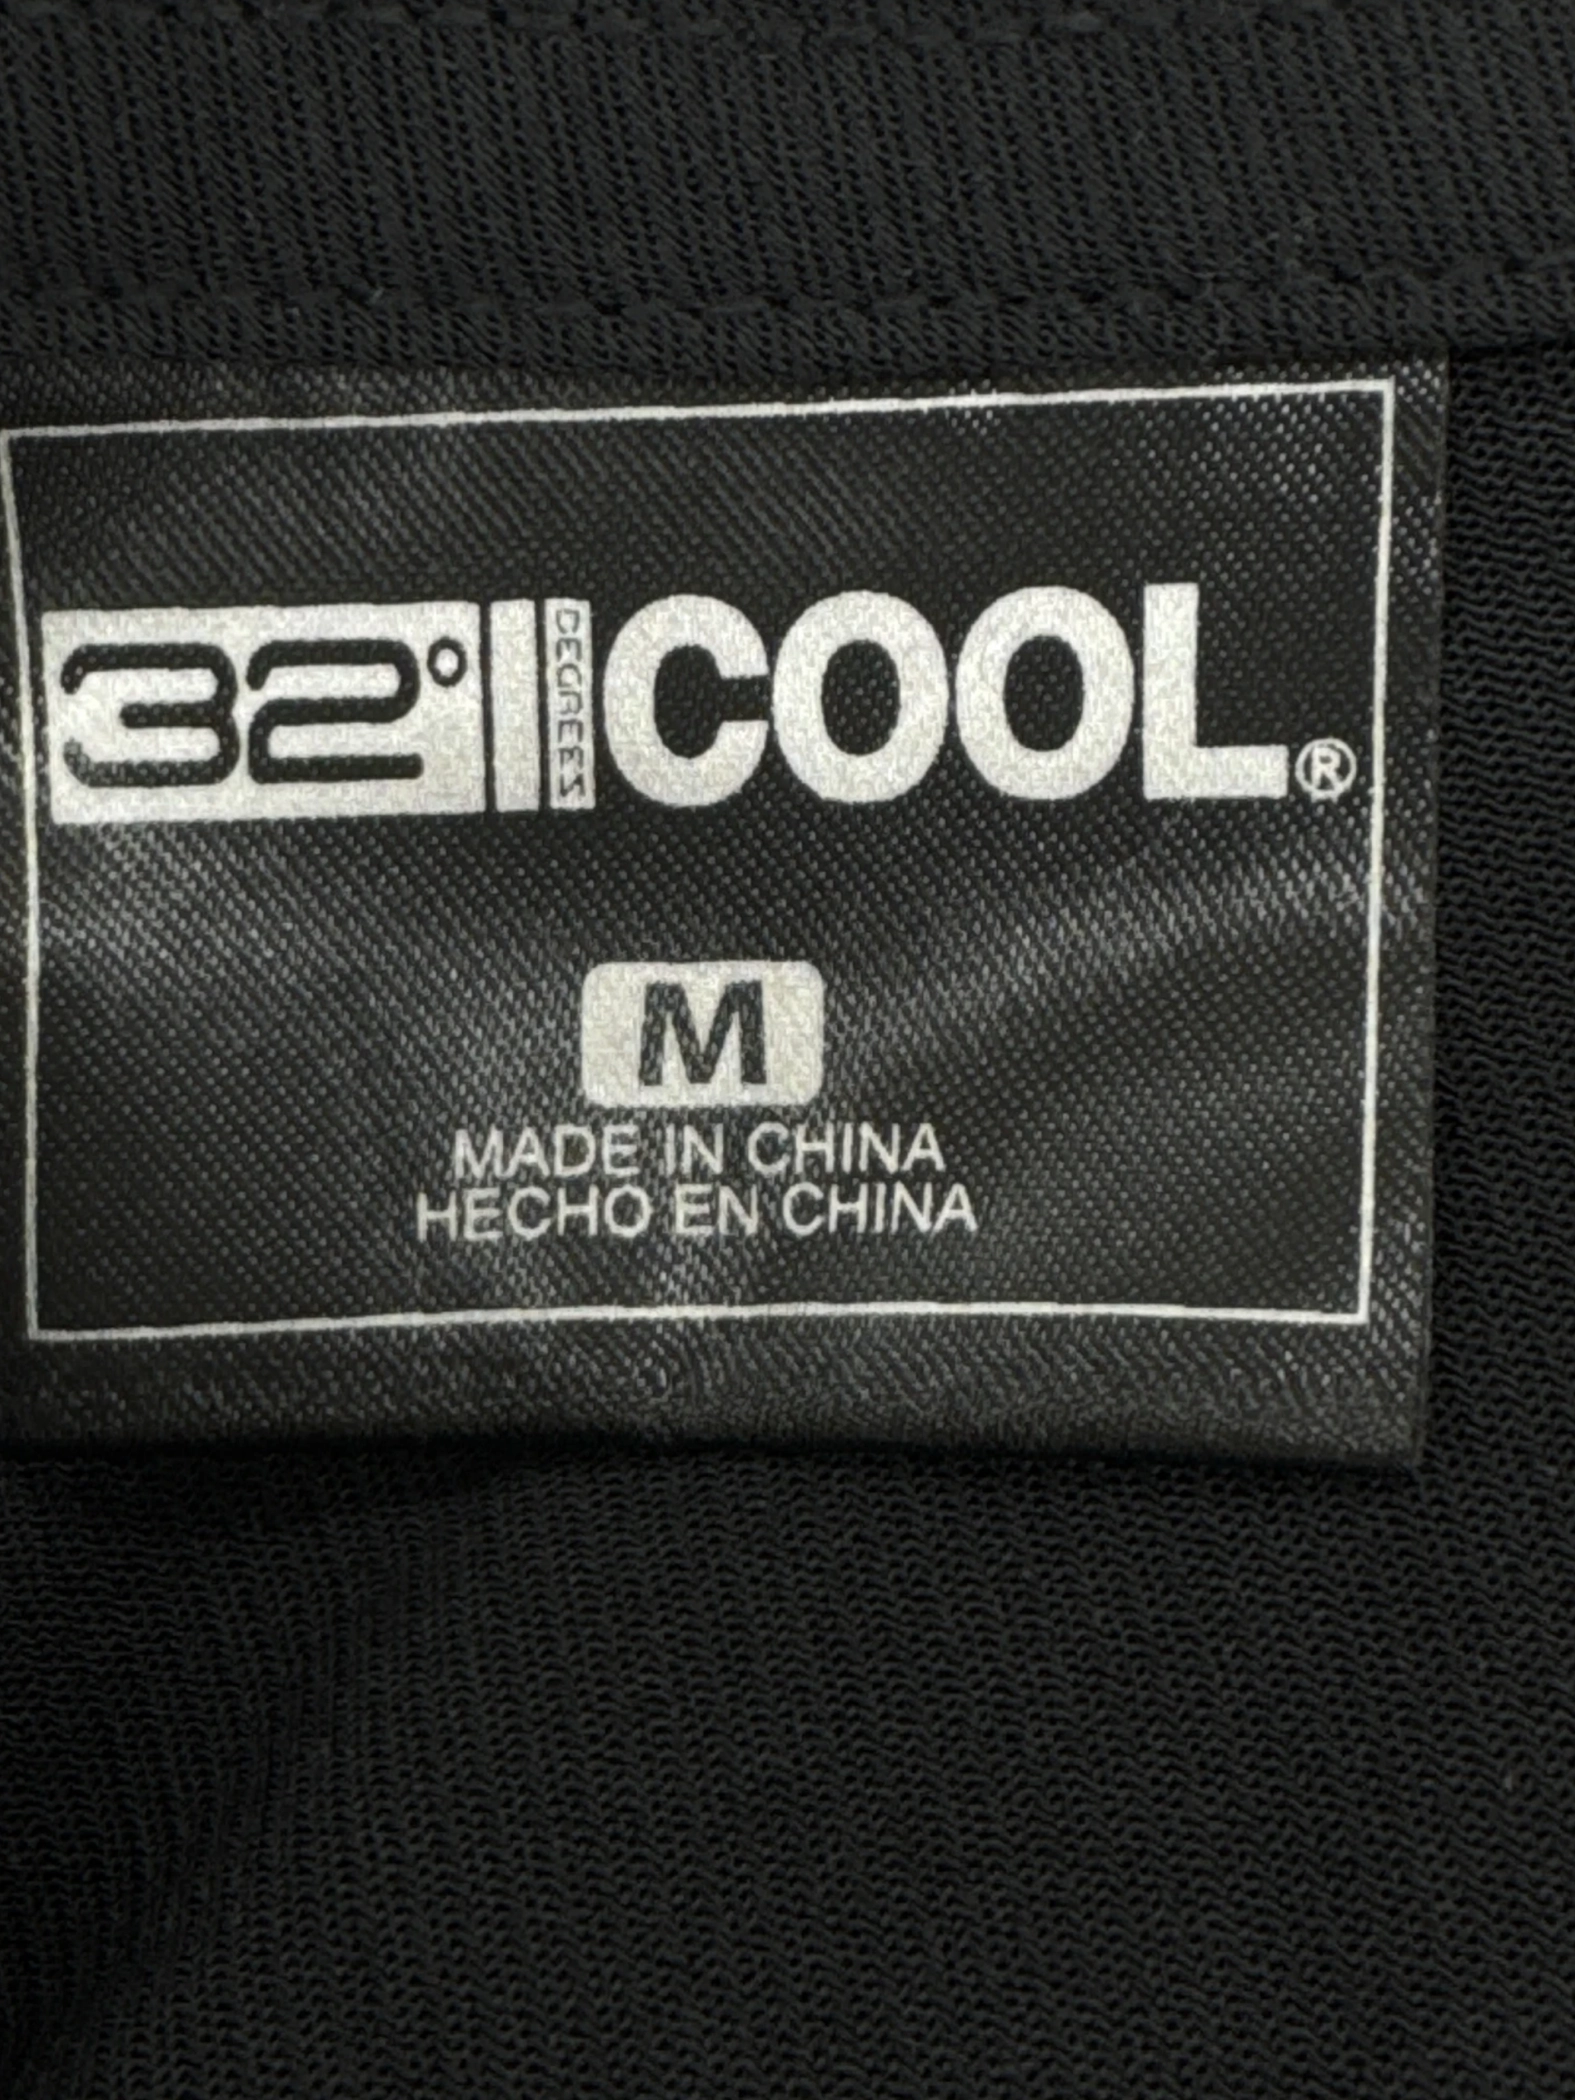 32° DEGREES COOL®
M
MADE IN CHINA
HECHO EN CHINA